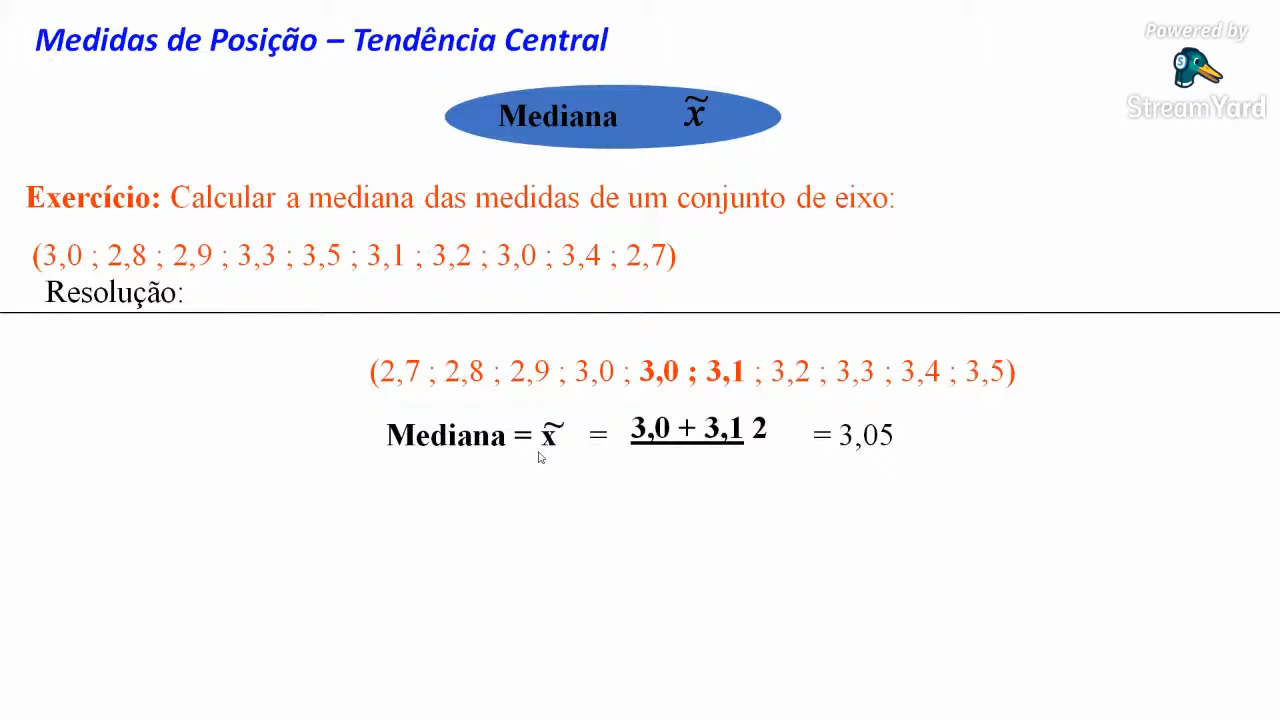 Medidas de Posição – Tendência Central
Powered by
StreamYard
Mediana x̃
Exercício: Calcular a mediana das medidas de um conjunto de eixo:
(3,0 ; 2,8 ; 2,9 ; 3,3 ; 3,5 ; 3,1 ; 3,2 ; 3,0 ; 3,4 ; 2,7)
Resolução:
(2,7 ; 2,8 ; 2,9 ; 3,0 ; 3,0 ; 3,1 ; 3,2 ; 3,3 ; 3,4 ; 3,5)
Mediana = x̃ = 3,0 + 3,1 2 = 3,05